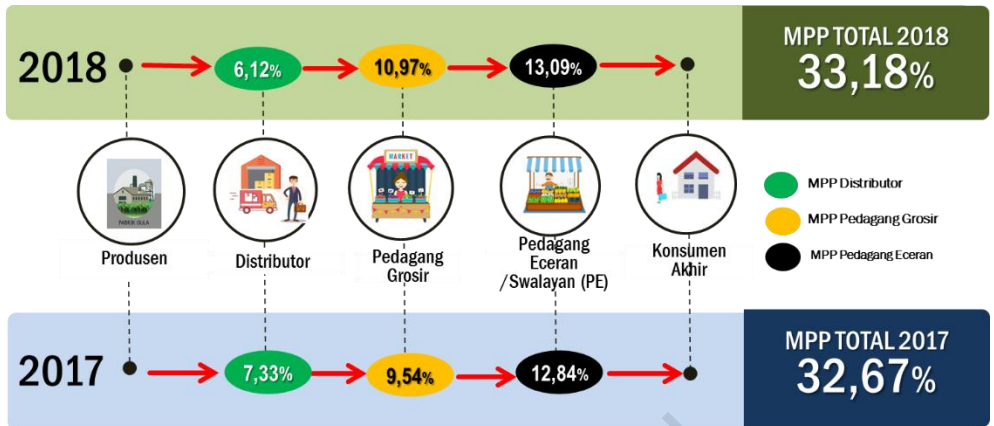 2018
6,12%
10,97%
13,09%
MPP TOTAL 2018
33,18%
MARKET
PABRIK GULA
Produsen
Distributor
Pedagang
Grosir
Pedagang
Eceran
/Swalayan (PE)
Konsumen
Akhir
MPP Distributor
MPP Pedagang Grosir
MPP Pedagang Eceran
2017
7,33%
9,54%
12,84%
MPP TOTAL 2017
32,67%